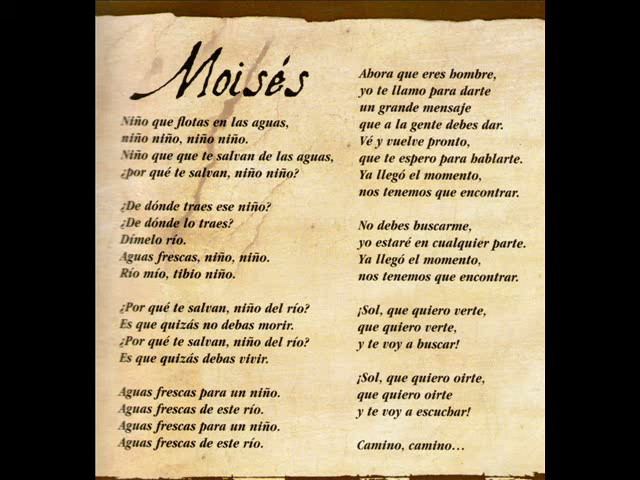 Moisés
Niño que flotas en las aguas,
niño niño, niño niño.
Niño que que te salvan de las aguas,
¿por qué te salvan, niño niño?
¿De dónde traes ese niño?
¿De dónde lo traes?
Dímelo río.
Aguas frescas, niño, niño.
Río mío, tibio niño.
¿Por qué te salvan, niño del río?
Es que quizás no debas morir.
¿Por qué te salvan, niño del río?
Es que quizás debas vivir.
Aguas frescas para un niño.
Aguas frescas de este río.
Aguas frescas para un niño.
Aguas frescas de este río.
Ahora que eres hombre,
yo te llamo para darte
un grande mensaje
que a la gente debes dar.
Vé y vuelve pronto,
que te espero para hablarte.
Ya llegó el momento,
nos tenemos que encontrar.
No debes buscarme,
yo estaré en cualquier parte.
Ya llegó el momento,
nos tenemos que encontrar.
¡Sol, que quiero verte,
que quiero verte,
y te voy a buscar!
¡Sol, que quiero oirte,
que quiero oirte
y te voy a escuchar!
Camino, camino...